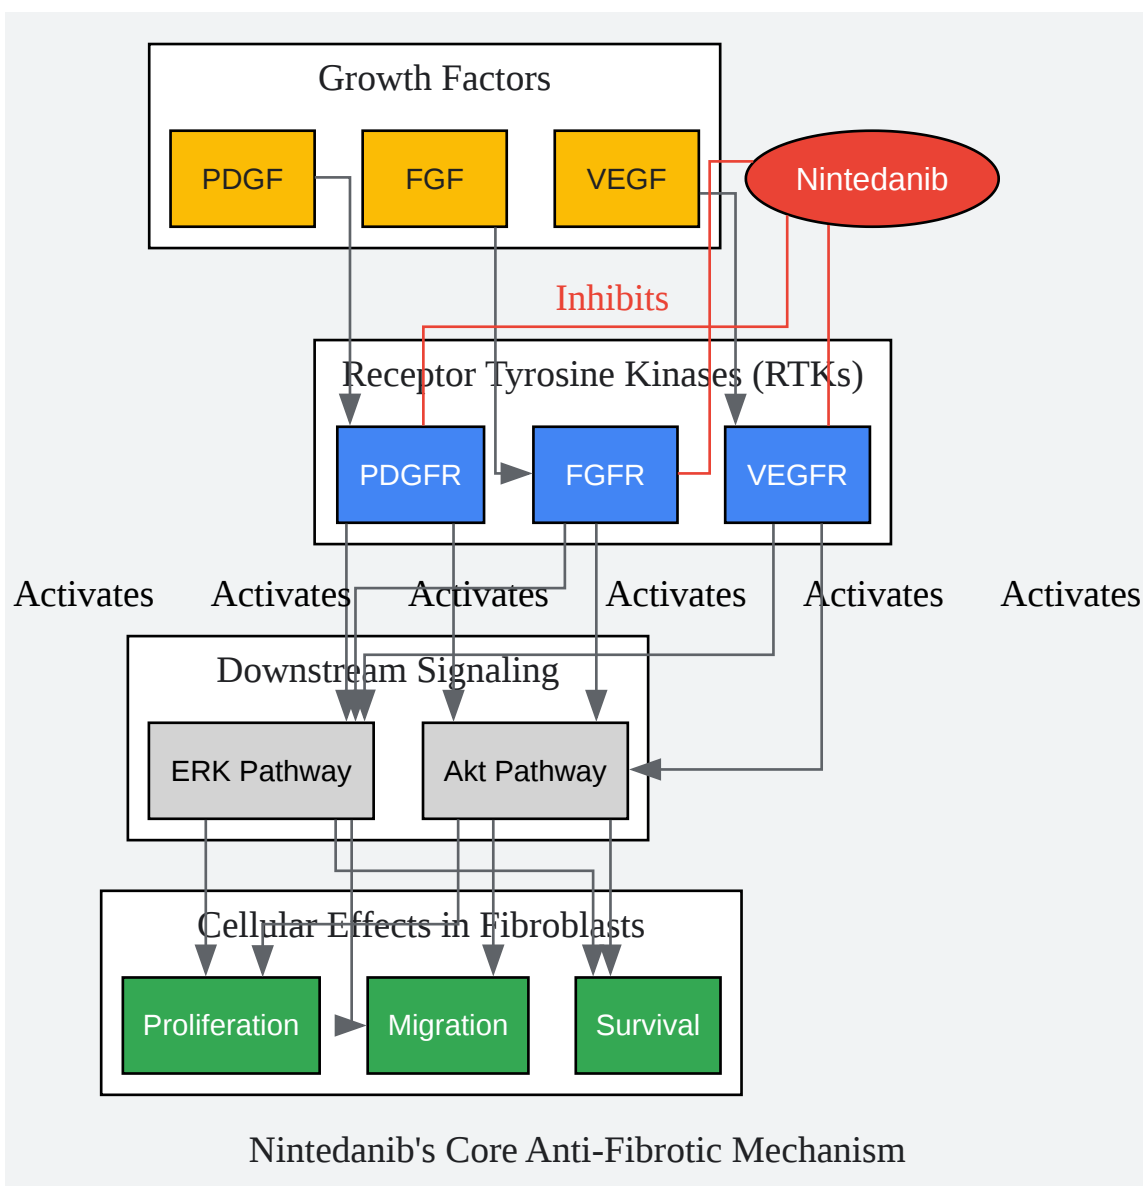 Growth Factors
PDGF
FGF
VEGF
Nintedanib
Inhibits
Receptor Tyrosine Kinases (RTKs)
PDGFR
FGFR
VEGFR
Activates
Activates
Activates
Activates
Activates
Activates
Downstream Signaling
ERK Pathway
Akt Pathway
Cellular Effects in Fibroblasts
Proliferation
Migration
Survival
Nintedanib's Core Anti-Fibrotic Mechanism